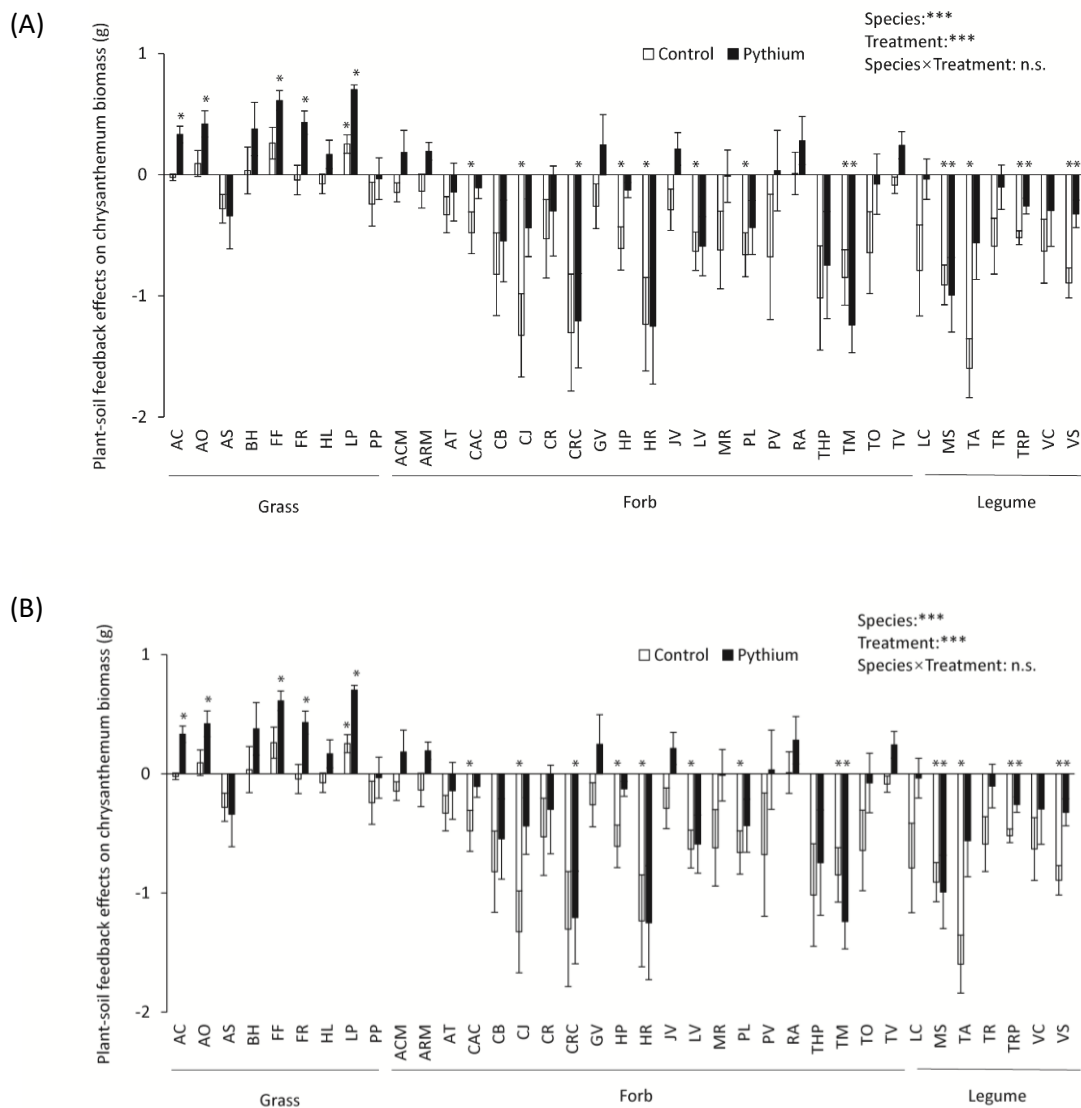 (A)
Species:***
Treatment:***
Species×Treatment: n.s.
Control Pythium
Plant-soil feedback effects on chrysanthemum biomass (g)
1
0
-1
-2
* * * * * * * * * * * * * * * ** ** * ** **
AC AO AS BH FF FR HL LP PP ACM ARM AT CAC CB CJ CR CRC GV HP HR JV LV MR PL PV RA THP TM TO TV LC MS TA TR TRP VC VS
Grass Forb Legume
(B)
Species:***
Treatment:***
Species×Treatment: n.s.
Control Pythium
Plant-soil feedback effects on chrysanthemum biomass (g)
1
0
-1
-2
* * * * * * * * * * * * * ** ** * ** **
AC AO AS BH FF FR HL LP PP ACM ARM AT CAC CB CJ CR CRC GV HP HR JV LV MR PL PV RA THP TM TO TV LC MS TA TR TRP VC VS
Grass Forb Legume